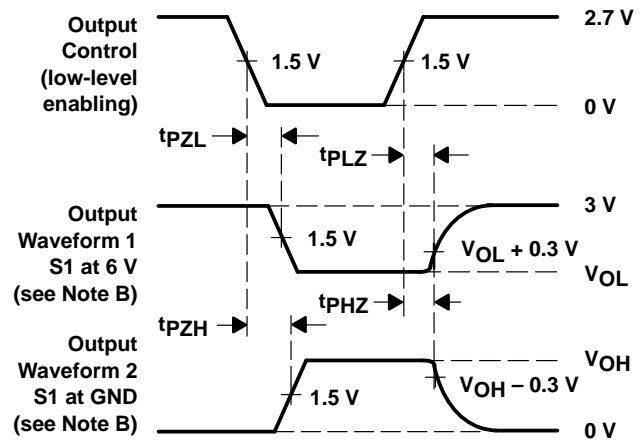 2.7 V
Output
Control
(low-level
enabling)
1.5 V
1.5 V
0 V
tPZL
tPLZ
3 V
Output
Waveform 1
S1 at 6 V
(see Note B)
1.5 V
VOL + 0.3 V
VOL
tPHZ
tPZH
Output
Waveform 2
S1 at GND
(see Note B)
VOH
1.5 V
VOH – 0.3 V
0 V